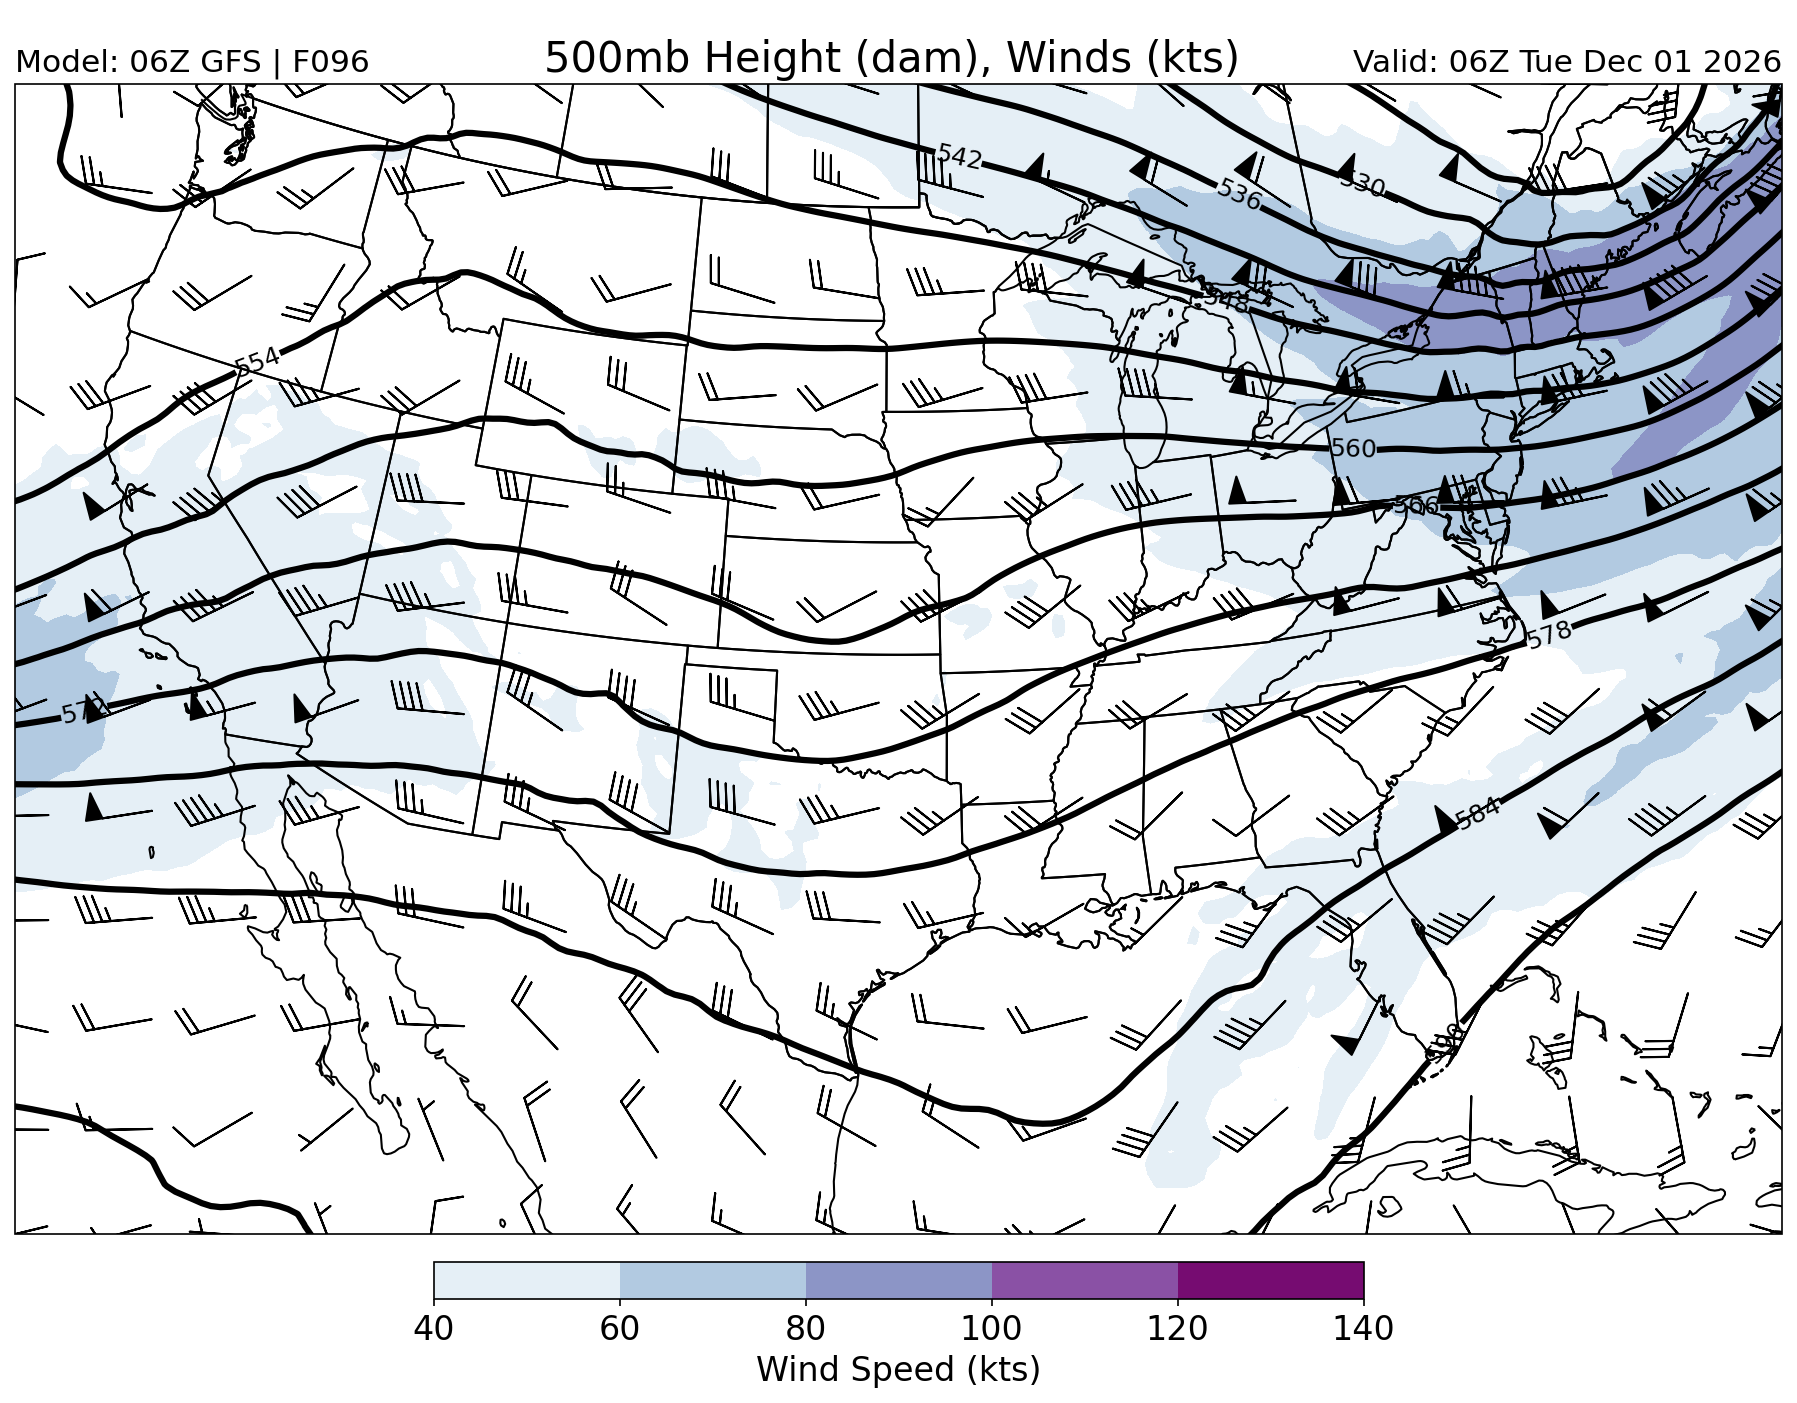 Model: 06Z GFS | F096
500mb Height (dam), Winds (kts)
Valid: 06Z Tue Dec 01 2026
542
536
530
548
554
560
566
578
572
584
40 60 80 100 120 140
Wind Speed (kts)